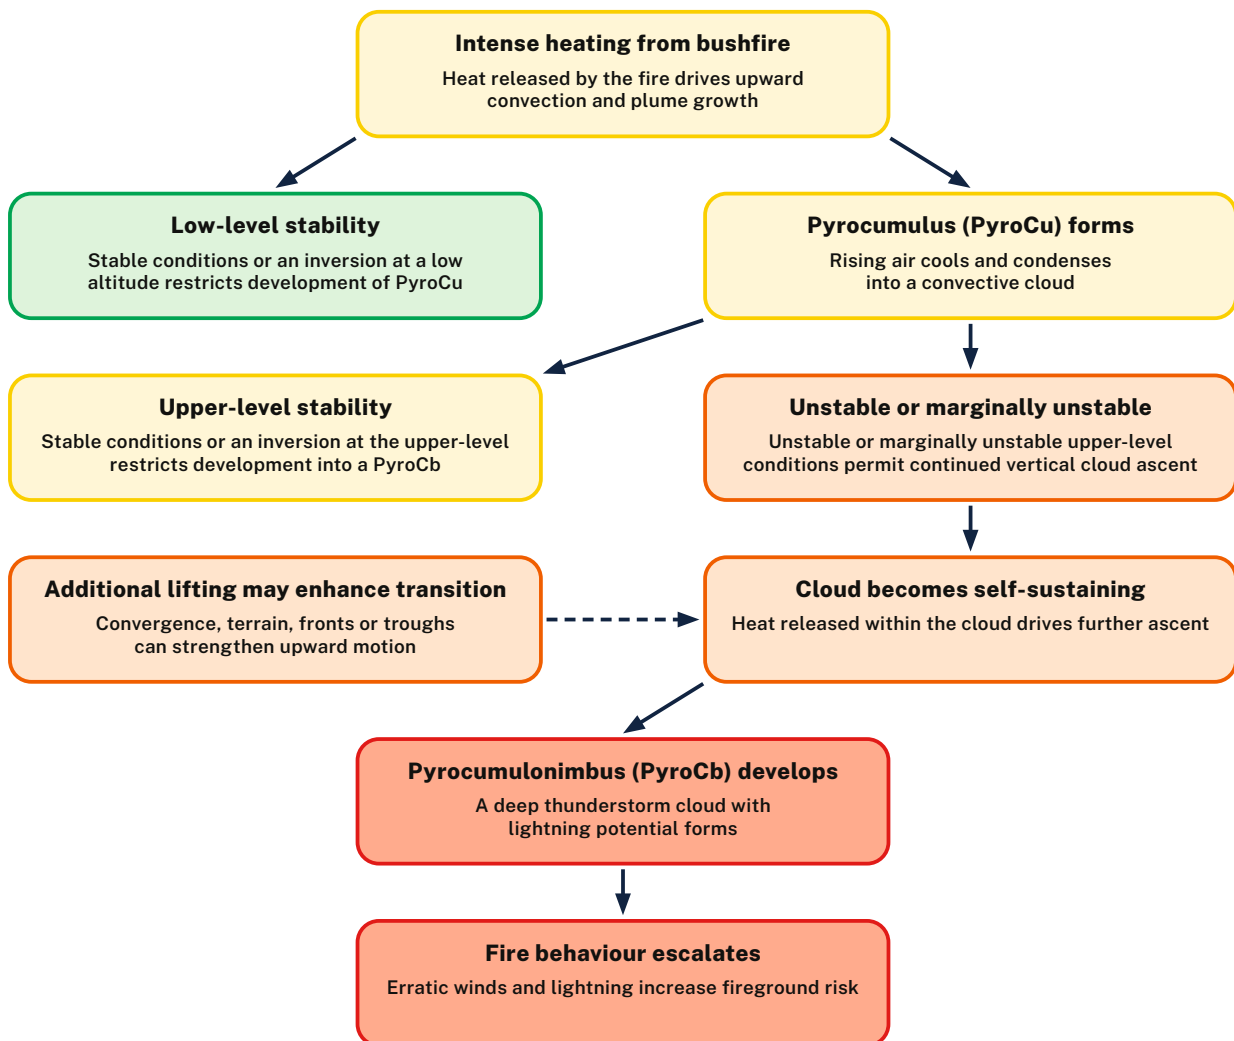 Intense heating from bushfire
Heat released by the fire drives upward
convection and plume growth
Low-level stability
Stable conditions or an inversion at a low
altitude restricts development of PyroCu
Pyrocumulus (PyroCu) forms
Rising air cools and condenses
into a convective cloud
Upper-level stability
Stable conditions or an inversion at the upper-level
restricts development into a PyroCb
Unstable or marginally unstable
Unstable or marginally unstable upper-level
conditions permit continued vertical cloud ascent
Additional lifting may enhance transition
Convergence, terrain, fronts or troughs
can strengthen upward motion
Cloud becomes self-sustaining
Heat released within the cloud drives further ascent
Pyrocumulonimbus (PyroCb) develops
A deep thunderstorm cloud with
lightning potential forms
Fire behaviour escalates
Erratic winds and lightning increase fireground risk